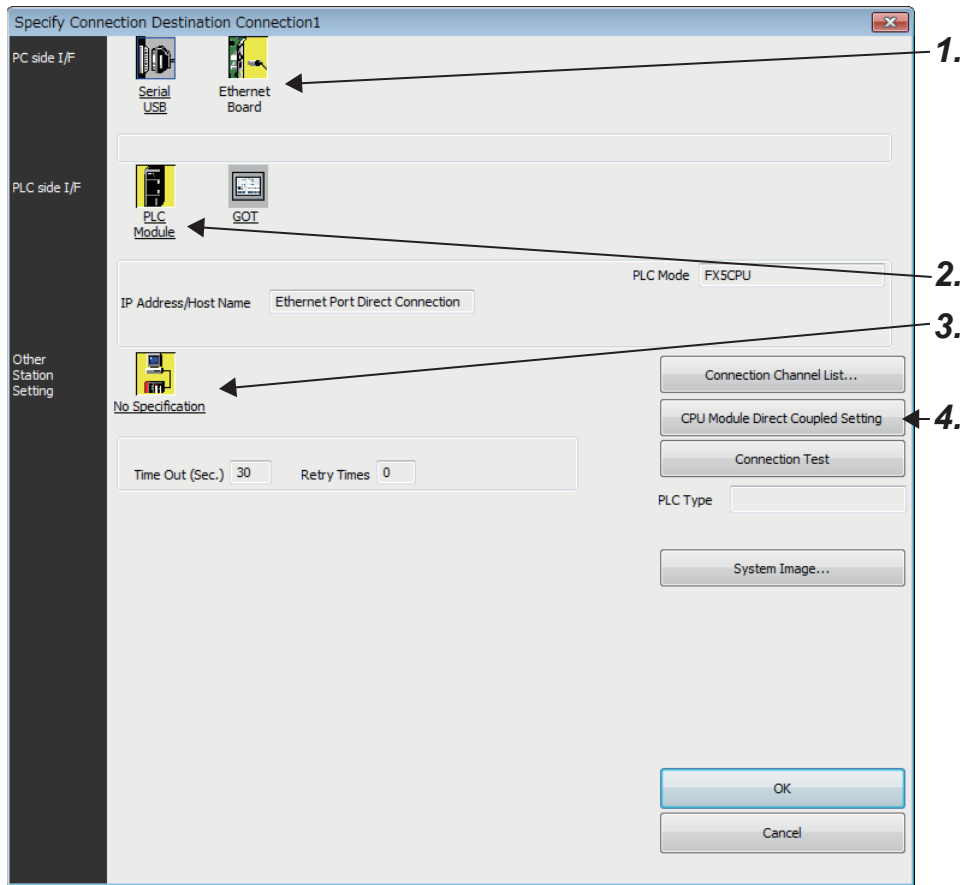 Specify Connection Destination Connection1
PC side I/F
Serial
USB
Ethernet
Board
1.
PLC side I/F
PLC
Module
GOT
2.
PLC Mode FX5CPU
IP Address/Host Name Ethernet Port Direct Connection
3.
Other
Station
Setting
No Specification
Connection Channel List...
CPU Module Direct Coupled Setting
4.
Time Out (Sec.) 30 Retry Times 0
Connection Test
PLC Type
System Image...
OK
Cancel